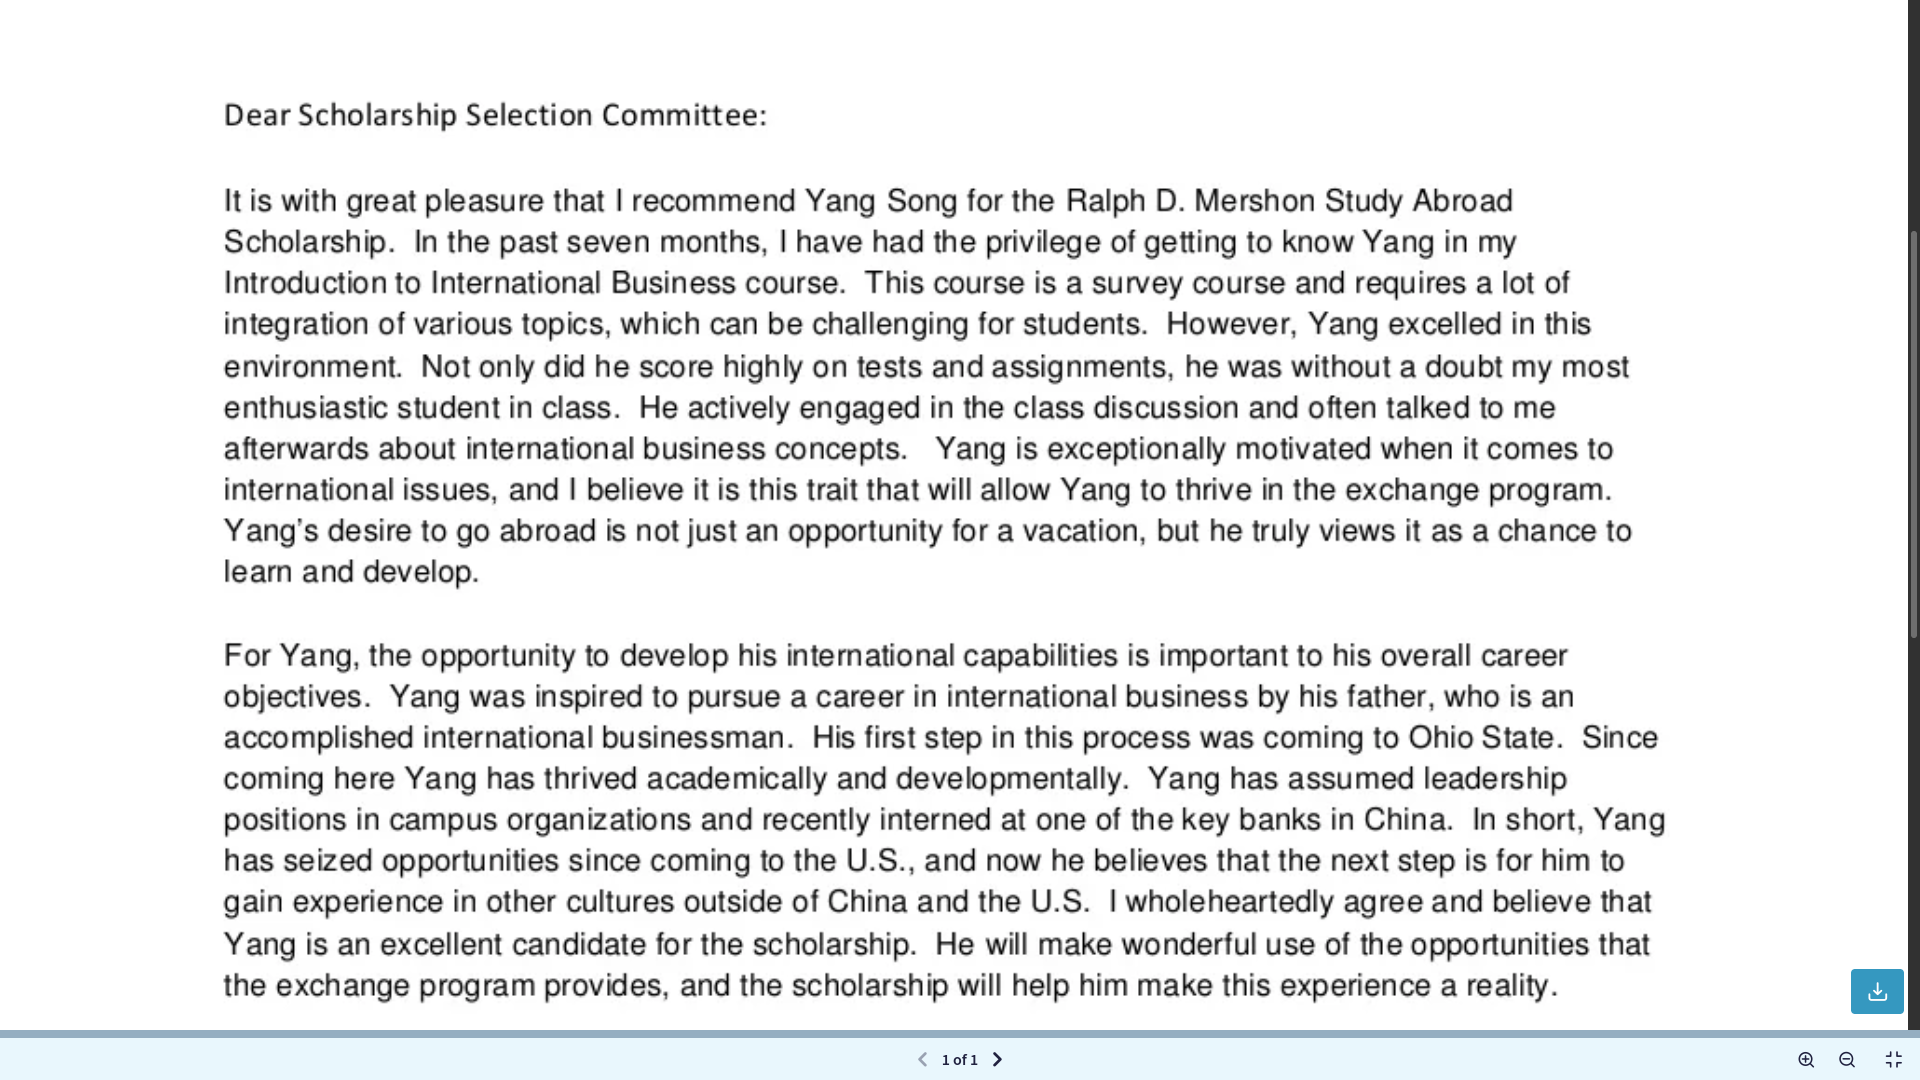 Dear Scholarship Selection Committee:
It is with great pleasure that I recommend Yang Song for the Ralph D. Mershon Study Abroad
Scholarship.  In the past seven months, I have had the privilege of getting to know Yang in my
Introduction to International Business course.  This course is a survey course and requires a lot of
integration of various topics, which can be challenging for students.  However, Yang excelled in this
environment.  Not only did he score highly on tests and assignments, he was without a doubt my most
enthusiastic student in class.  He actively engaged in the class discussion and often talked to me
afterwards about international business concepts.   Yang is exceptionally motivated when it comes to
international issues, and I believe it is this trait that will allow Yang to thrive in the exchange program.
Yang’s desire to go abroad is not just an opportunity for a vacation, but he truly views it as a chance to
learn and develop.
For Yang, the opportunity to develop his international capabilities is important to his overall career
objectives.  Yang was inspired to pursue a career in international business by his father, who is an
accomplished international businessman.  His first step in this process was coming to Ohio State.  Since
coming here Yang has thrived academically and developmentally.  Yang has assumed leadership
positions in campus organizations and recently interned at one of the key banks in China.  In short, Yang
has seized opportunities since coming to the U.S., and now he believes that the next step is for him to
gain experience in other cultures outside of China and the U.S.  I wholeheartedly agree and believe that
Yang is an excellent candidate for the scholarship.  He will make wonderful use of the opportunities that
the exchange program provides, and the scholarship will help him make this experience a reality.
1 of 1